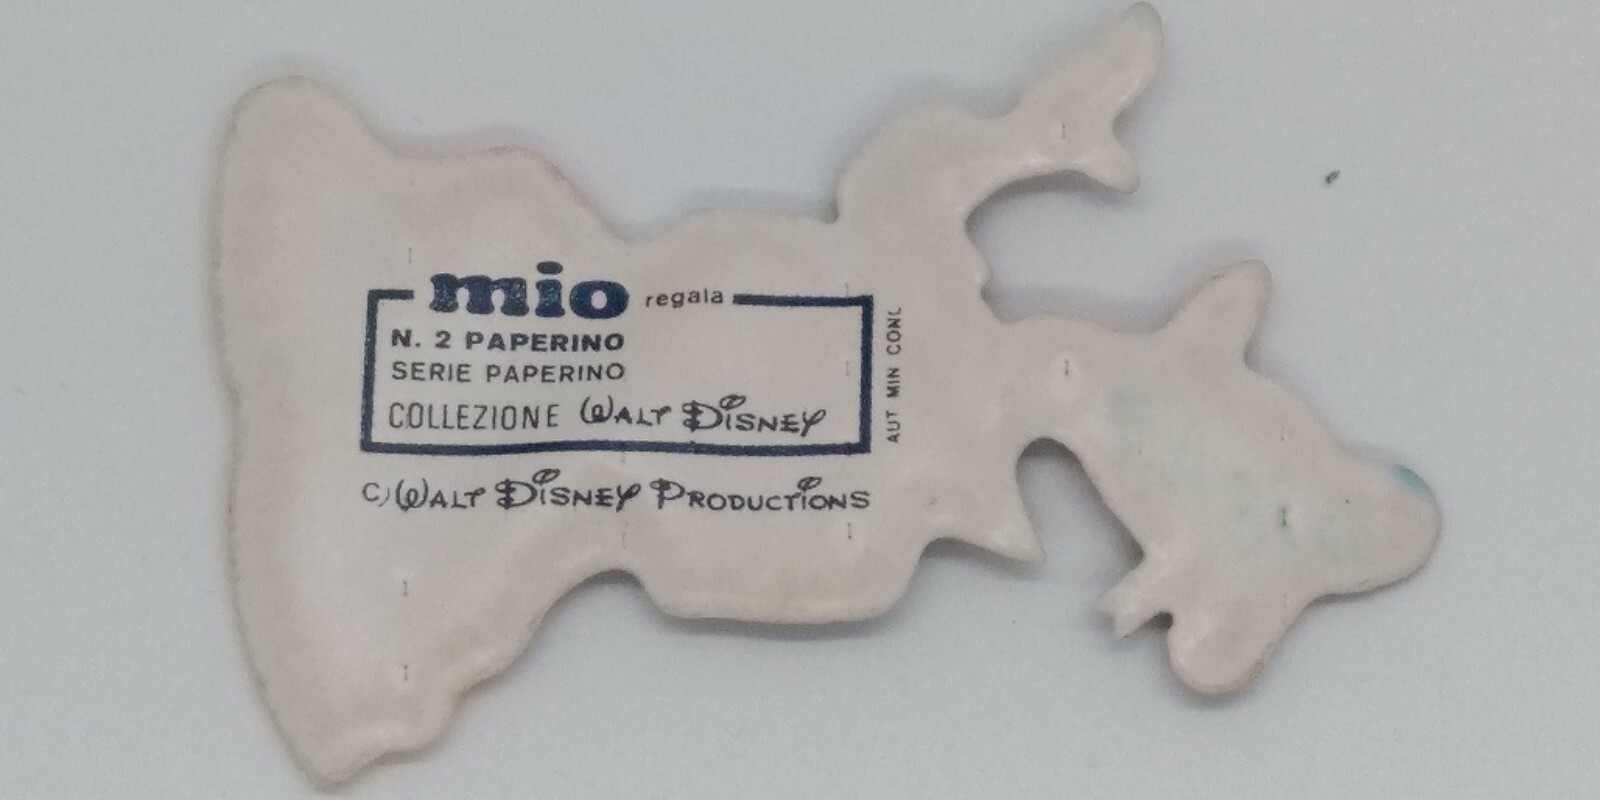 mio regala
N. 2 PAPERINO
SERIE PAPERINO
COLLEZIONE WALT DISNEY
C) WALT DISNEY PRODUCTIONS
AUT MIN CONC